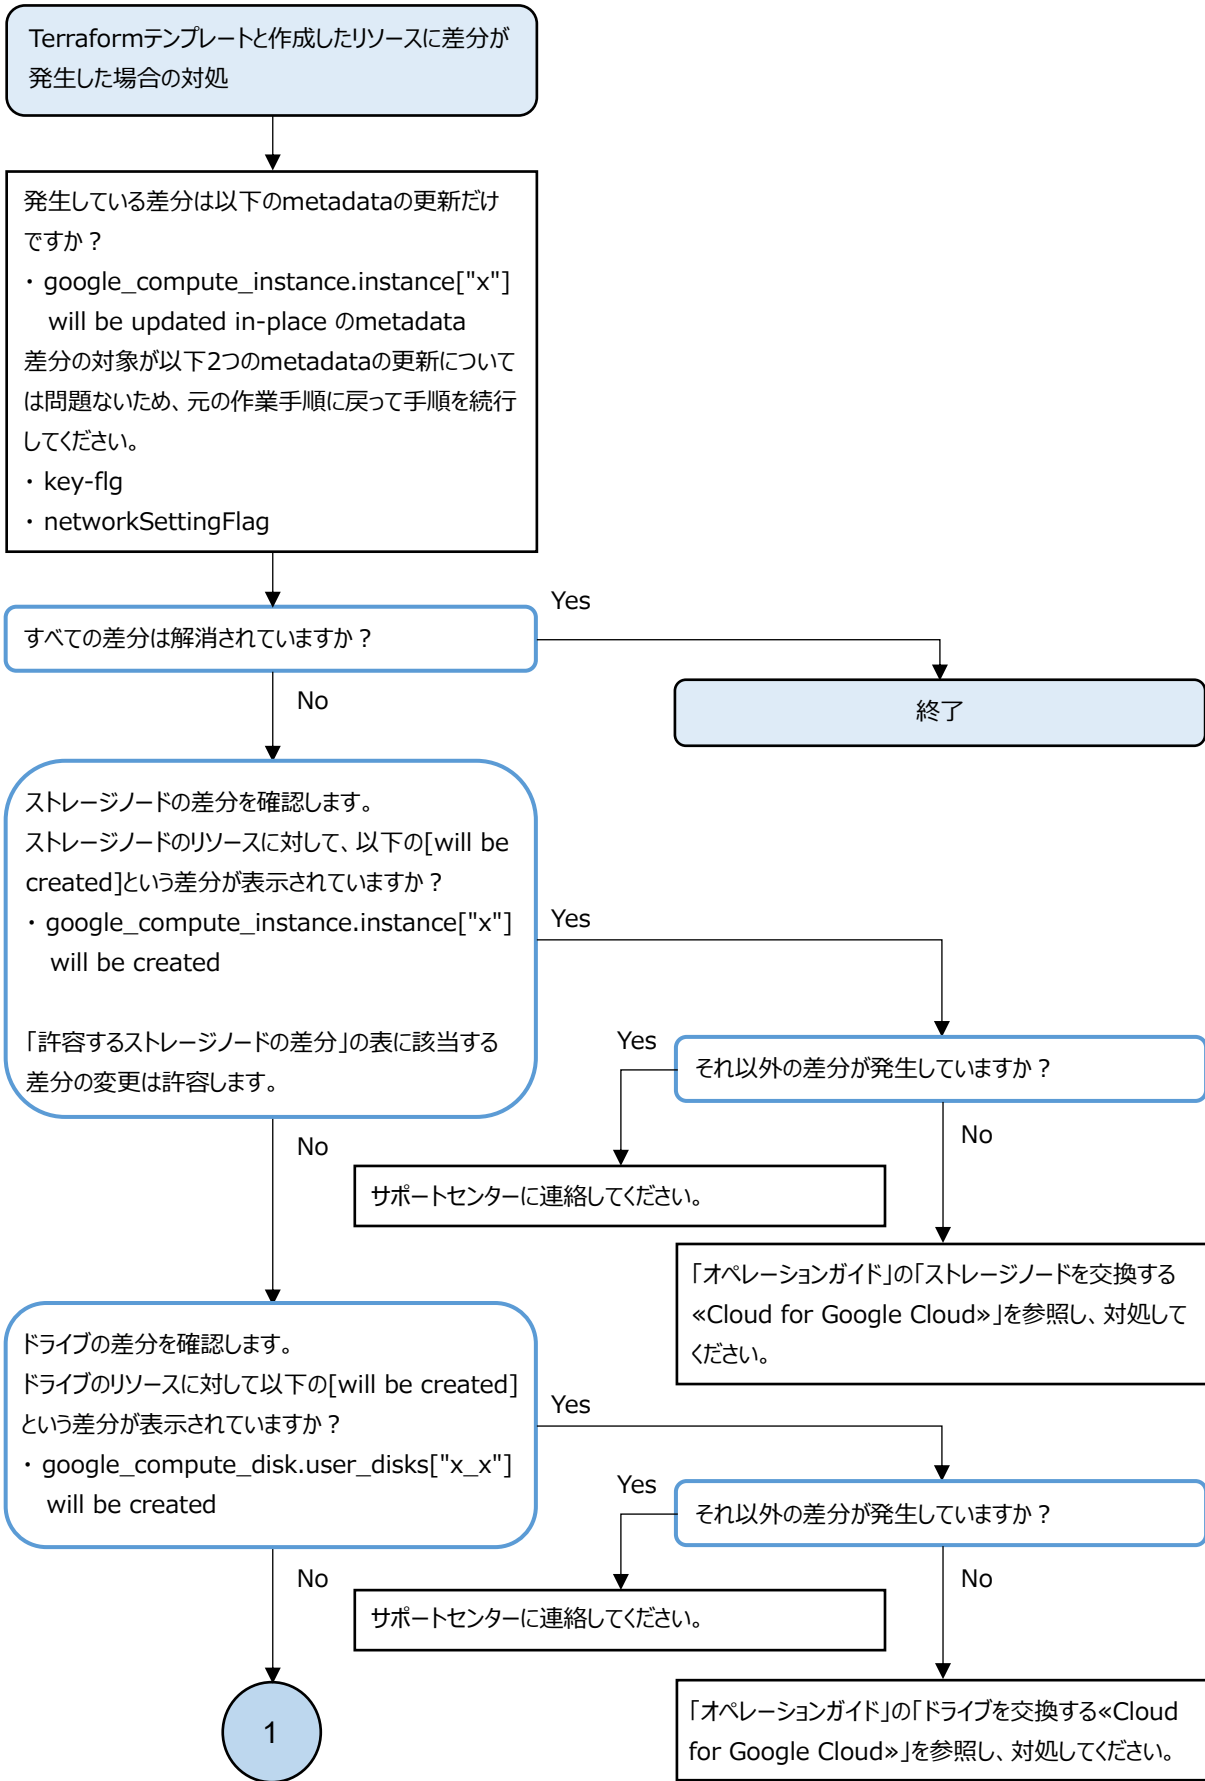 Terraformテンプレートと作成したリソースに差分が
発生した場合の対処
発生している差分は以下のmetadataの更新だけ
ですか？
・google_compute_instance.instance["x"]
will be updated in-place のmetadata
差分の対象が以下2つのmetadataの更新について
は問題ないため、元の作業手順に戻って手順を続行
してください。
・key-flg
・networkSettingFlag
Yes
すべての差分は解消されていますか？
No
終了
ストレージノードの差分を確認します。
ストレージノードのリソースに対して、以下の[will be
created]という差分が表示されていますか？
・google_compute_instance.instance["x"]
will be created
「許容するストレージノードの差分」の表に該当する
差分の変更は許容します。
Yes
Yes
それ以外の差分が発生していますか？
No
No
サポートセンターに連絡してください。
「オペレーションガイド」の「ストレージノードを交換する
«Cloud for Google Cloud»」を参照し、対処して
ください。
ドライブの差分を確認します。
ドライブのリソースに対して以下の[will be created]
という差分が表示されていますか？
・google_compute_disk.user_disks["x_x"]
will be created
Yes
Yes
それ以外の差分が発生していますか？
No
No
サポートセンターに連絡してください。
「オペレーションガイド」の「ドライブを交換する«Cloud
for Google Cloud»」を参照し、対処してください。
1